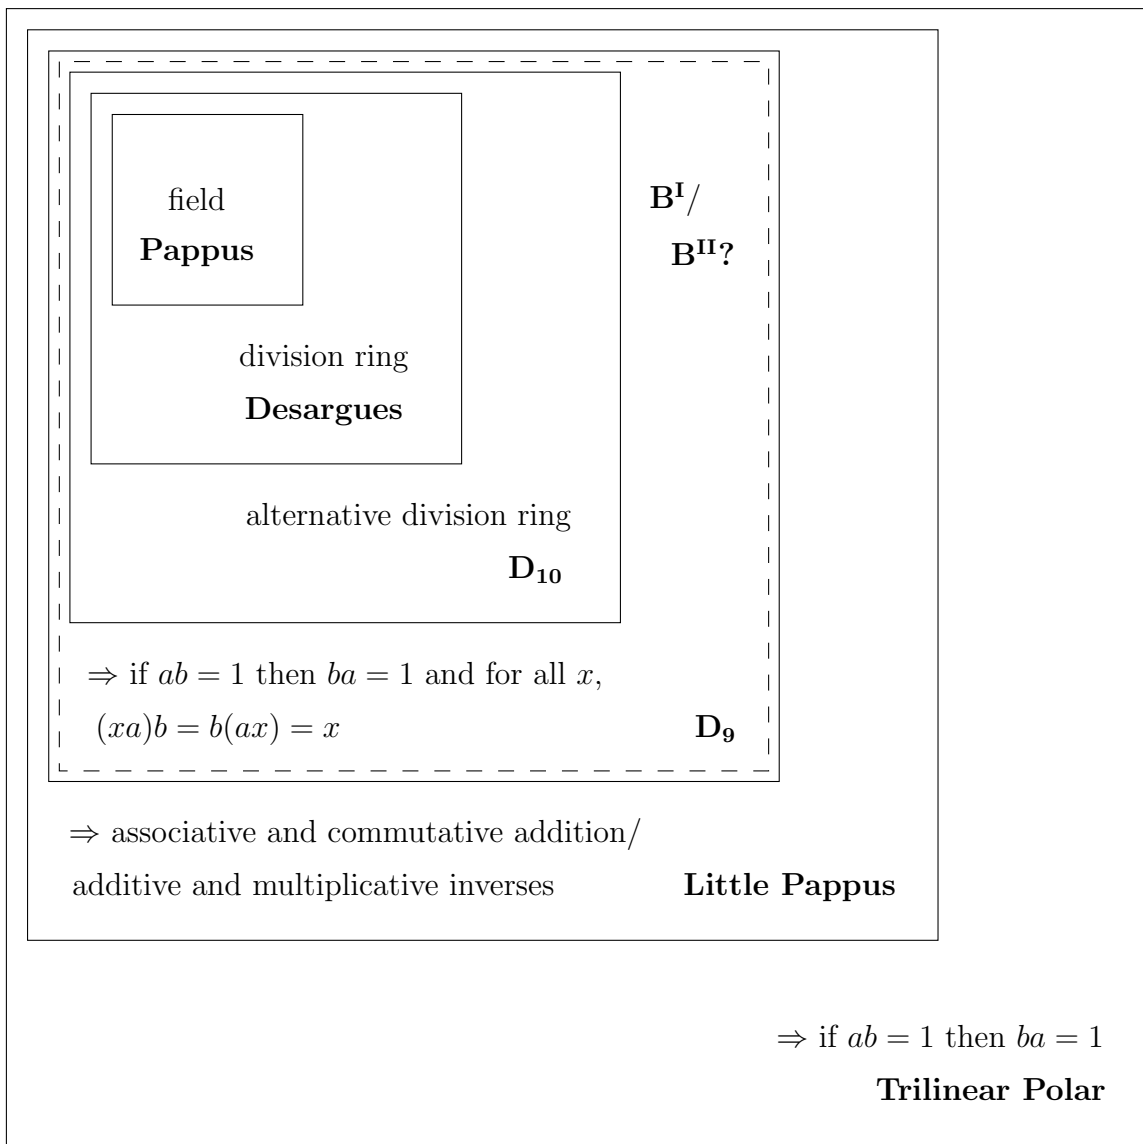 field
Pappus
B^I/
B^II?
division ring
Desargues
alternative division ring
D_10
⇒ if ab = 1 then ba = 1 and for all x,
(xa)b = b(ax) = x
D_9
⇒ associative and commutative addition/
additive and multiplicative inverses
Little Pappus
⇒ if ab = 1 then ba = 1
Trilinear Polar